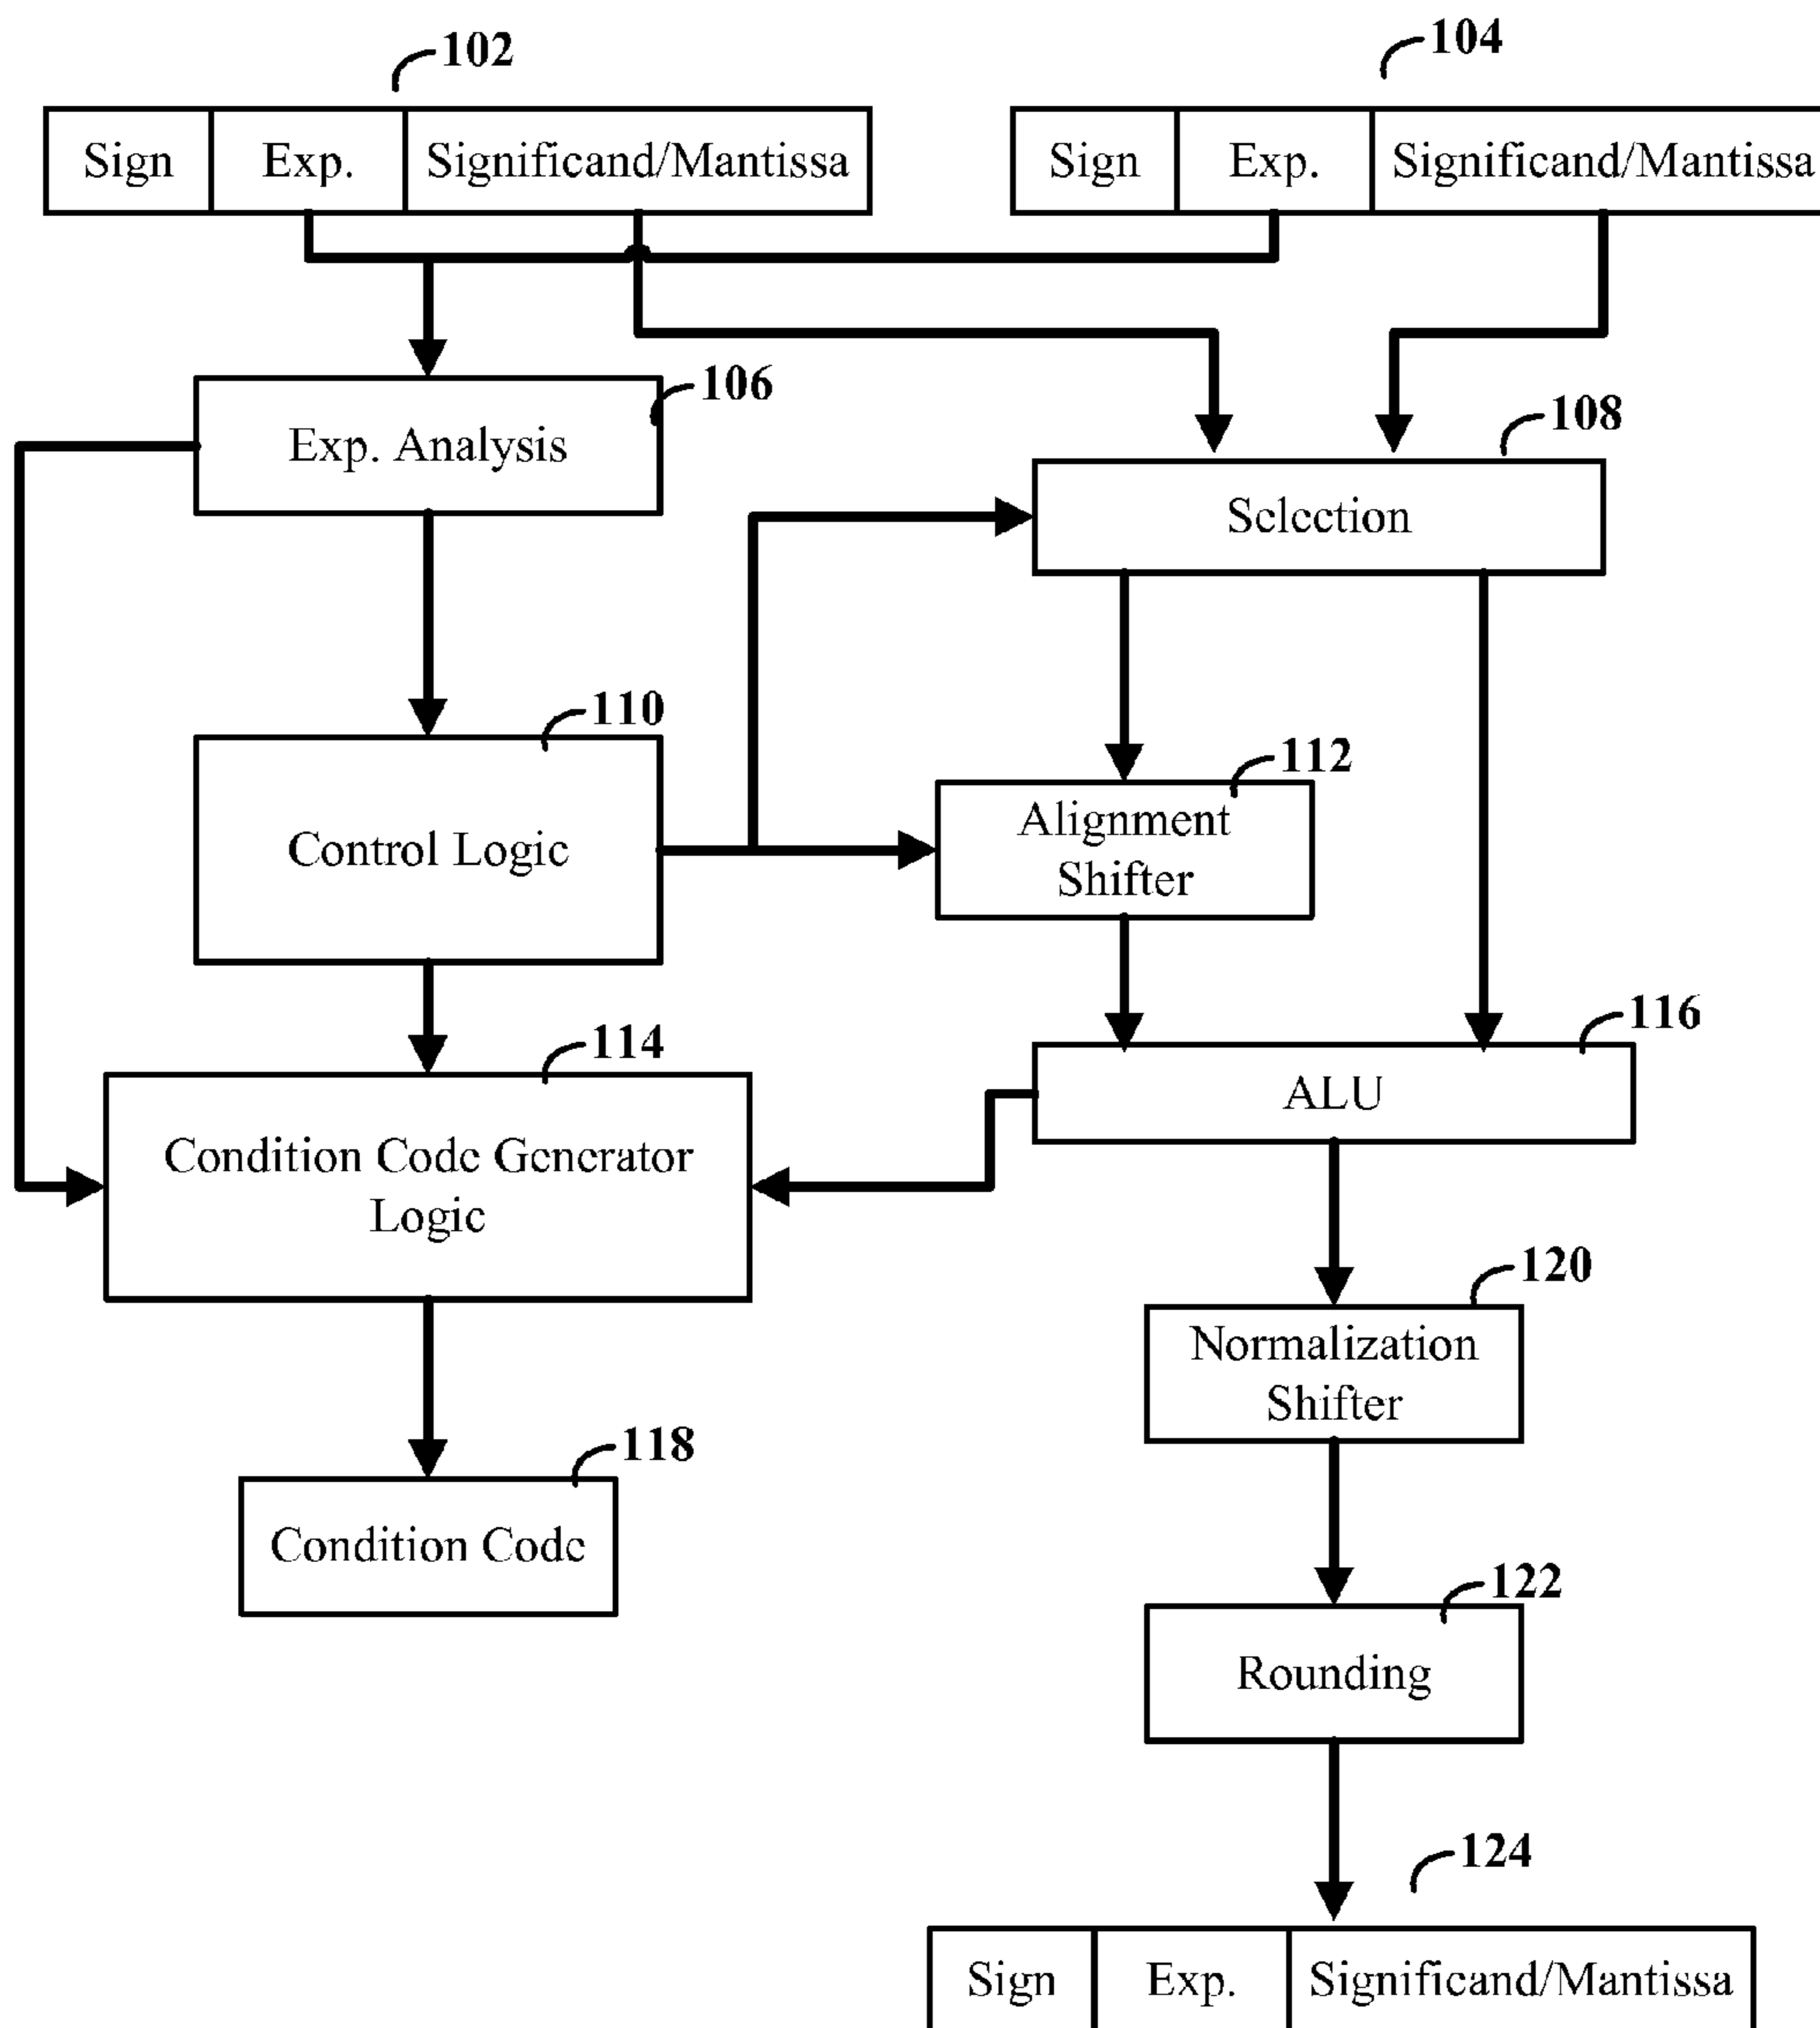 102
104
Sign Exp. Significand/Mantissa
Sign Exp. Significand/Mantissa
106
Exp. Analysis
108
Selection
110
Control Logic
112
Alignment
Shifter
114
Condition Code Generator
Logic
116
ALU
120
Normalization
Shifter
118
Condition Code
122
Rounding
124
Sign Exp. Significand/Mantissa